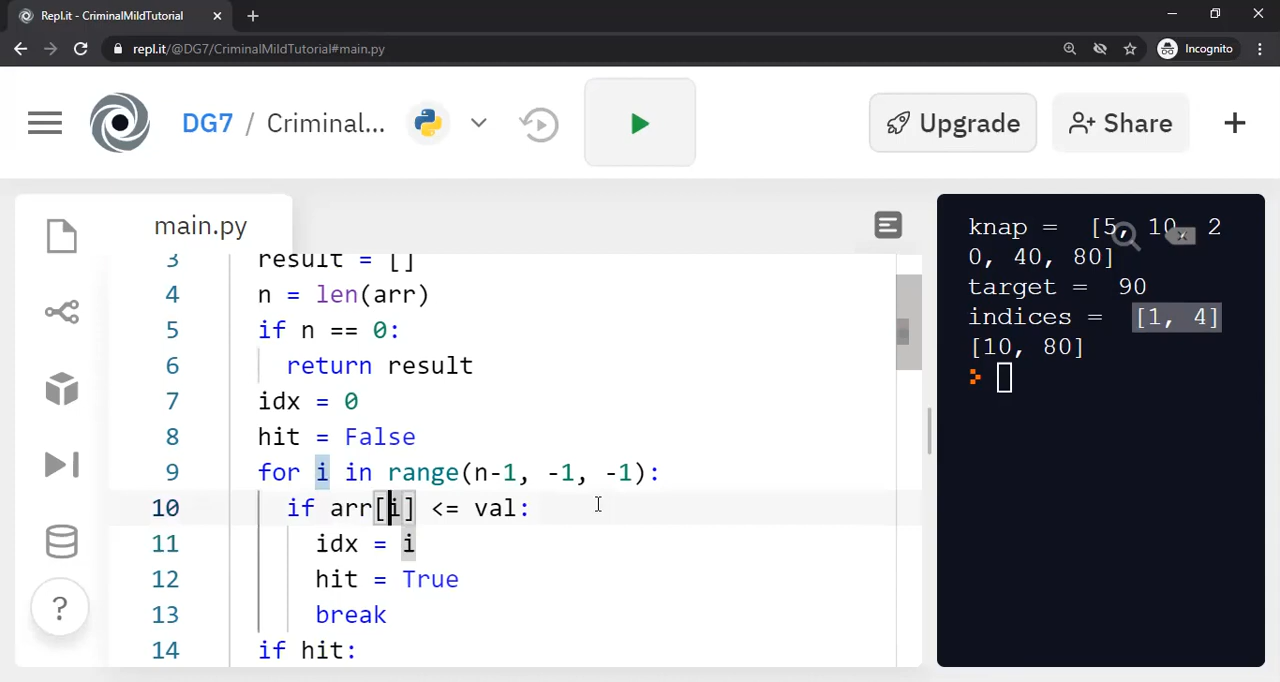 Repl.it - CriminalMildTutorial
repl.it/@DG7/CriminalMildTutorial#main.py
Incognito
DG7 / Criminal...
Upgrade
Share
main.py
3 result = []
4 n = len(arr)
5 if n == 0:
6 return result
7 idx = 0
8 hit = False
9 for i in range(n-1, -1, -1):
10 if arr[i] <= val:
11 idx = i
12 hit = True
13 break
14 if hit:
?
knap =  [5, 10, 2
0, 40, 80]
target =  90
indices =  [1, 4]
[10, 80]